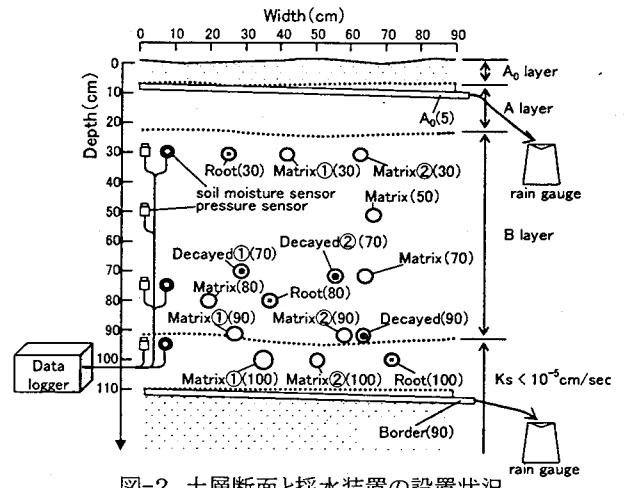 Width(cm)
0 10 20 30 40 50 60 70 80 90
Depth(cm)
0
10
20
30
40
50
60
70
80
90
100
110
A₀ layer
A layer
A₀(5)
rain gauge
Root(30) Matrix①(30) Matrix②(30)
soil moisture sensor
pressure sensor
Matrix(50)
B layer
Decayed①(70) Decayed②(70)
Matrix(70)
Matrix(80) Root(80)
Matrix①(90) Matrix②(90) Decayed(90)
Data
logger
Matrix①(100) Matrix②(100) Root(100)
Ks < 10⁻⁵cm/sec
Border(90)
rain gauge
図-2 土層断面と採水装置の設置状況